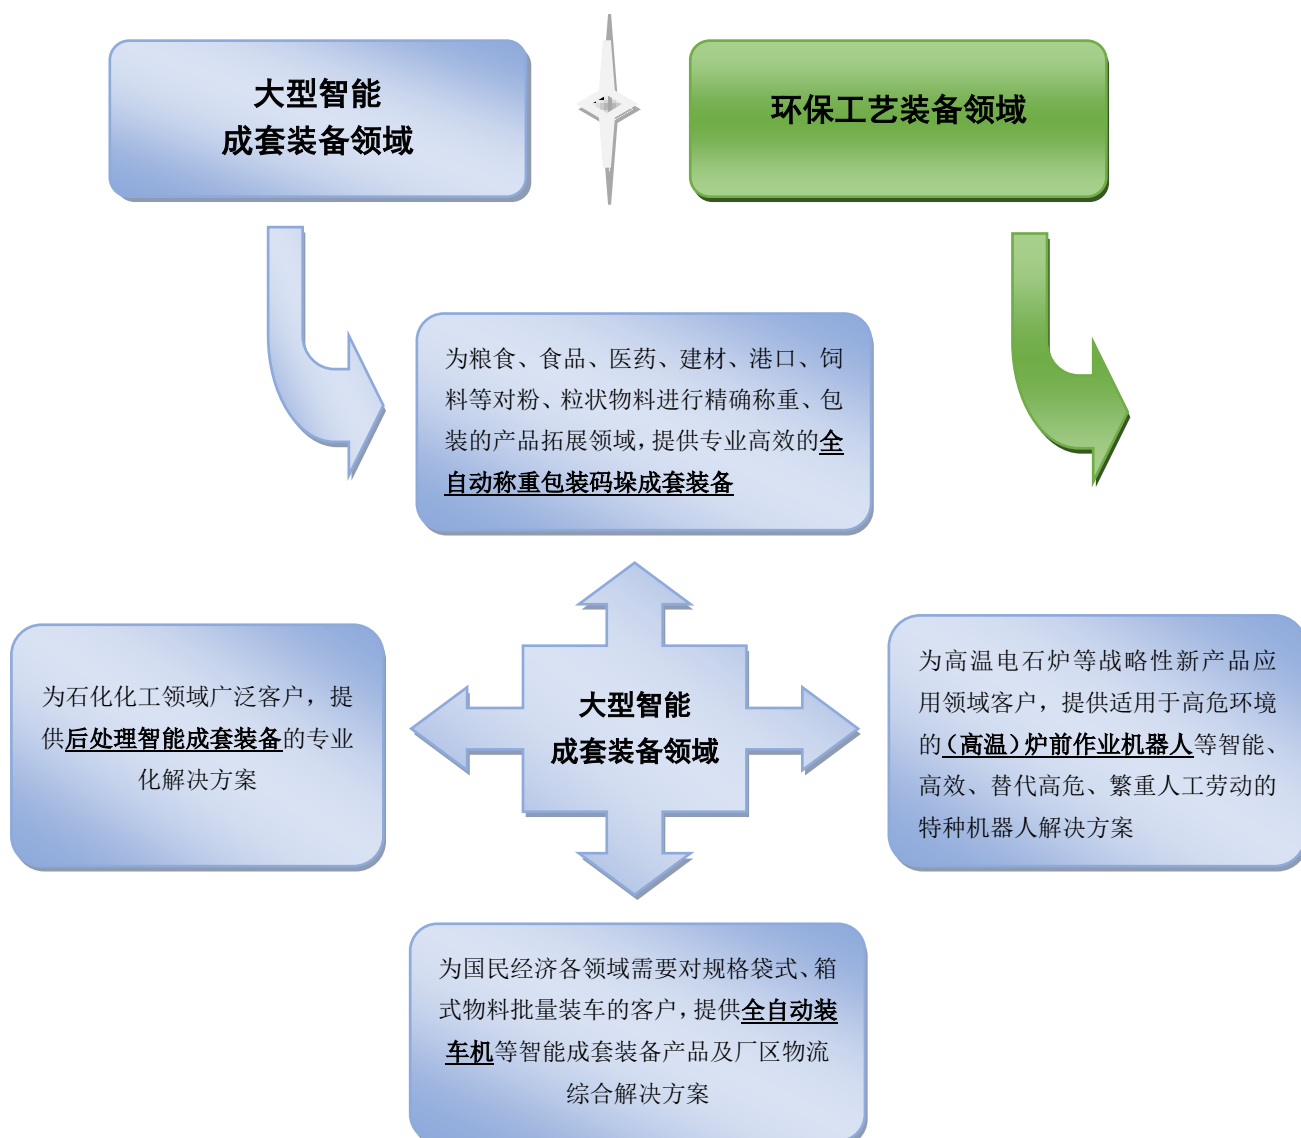 大型智能
成套装备领域
环保工艺装备领域
为粮食、食品、医药、建材、港口、饲
料等对粉、粒状物料进行精确称重、包
装的产品拓展领域，提供专业高效的全
自动称重包装码垛成套装备
为石化化工领域广泛客户，提
供后处理智能成套装备的专业
化解决方案
大型智能
成套装备领域
为高温电石炉等战略性新产品应
用领域客户，提供适用于高危环境
的（高温）炉前作业机器人等智能、
高效、替代高危、繁重人工劳动的
特种机器人解决方案
为国民经济各领域需要对规格袋式、箱
式物料批量装车的客户，提供全自动装
车机等智能成套装备产品及厂区物流
综合解决方案